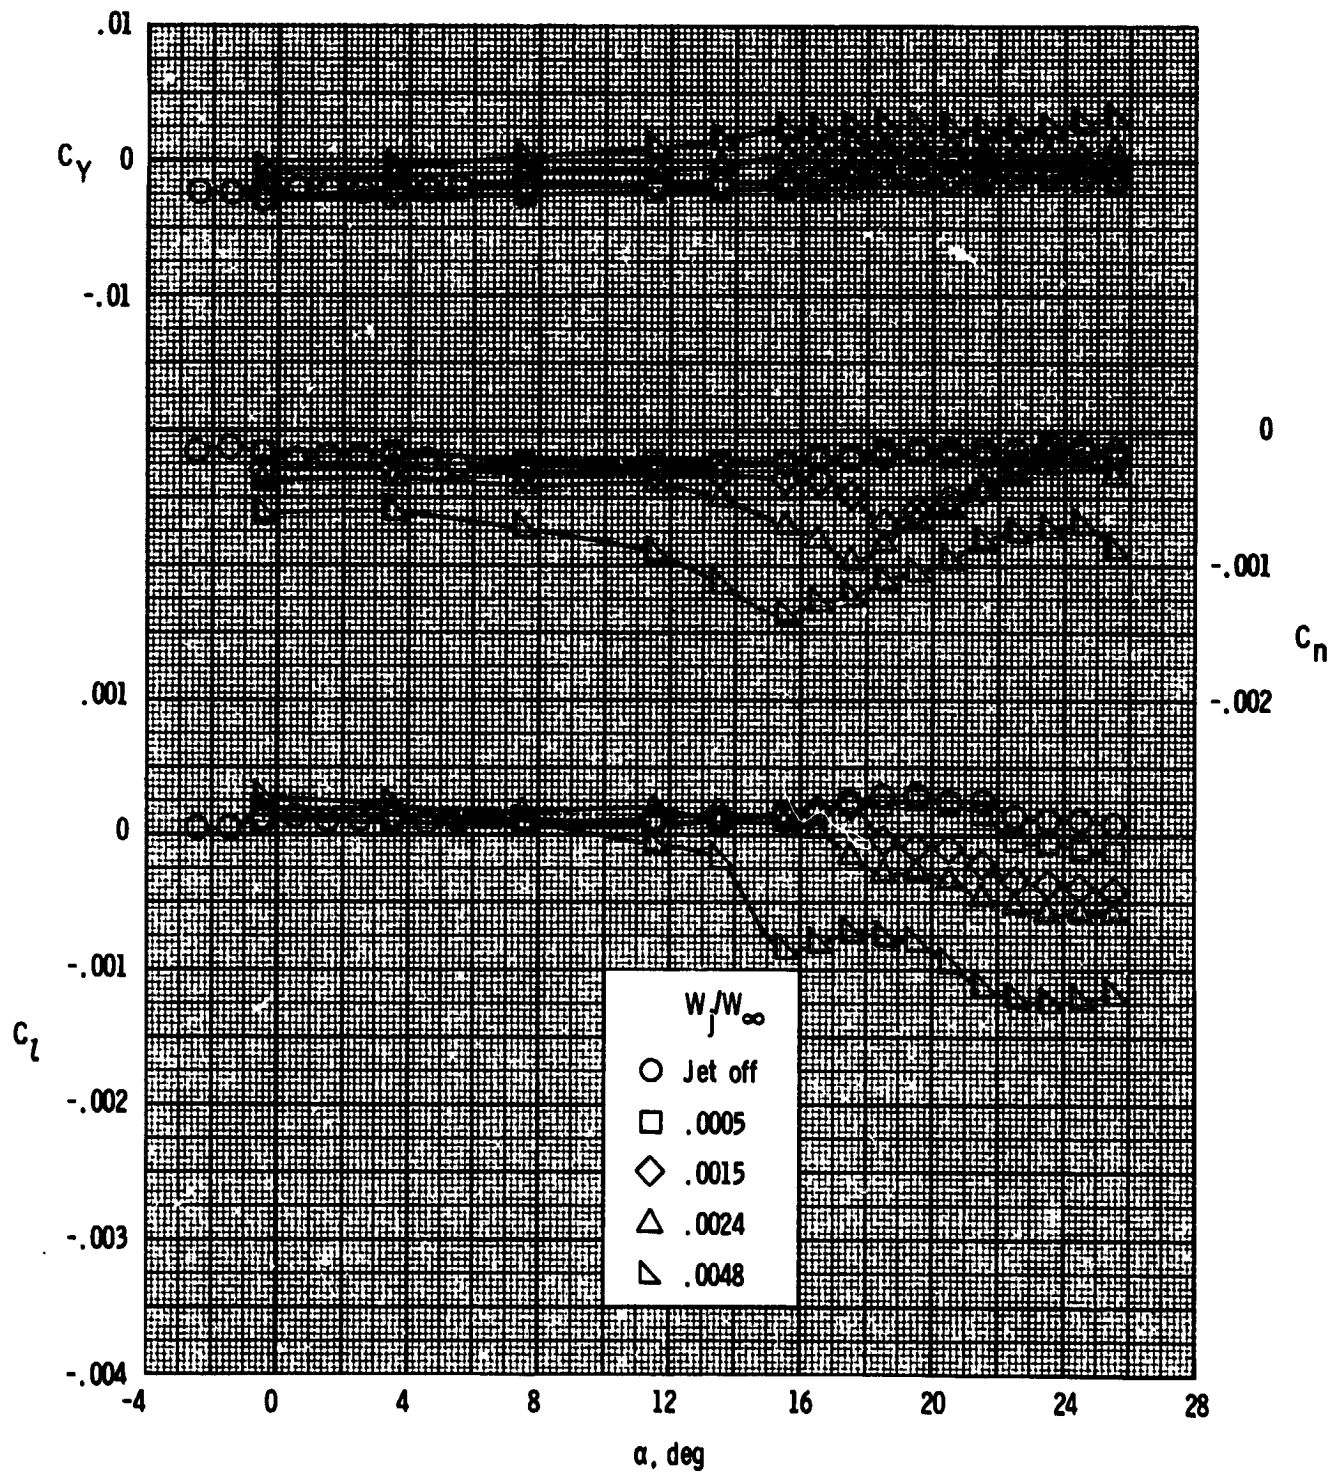 .01
C_Y
0
-.01
0
-.001
C_n
.001
-.002
0
-.001
C_l
-.002
-.003
-.004
W_j/W_∞
Jet off
.0005
.0015
.0024
.0048
-4 0 4 8 12 16 20 24 28
α, deg